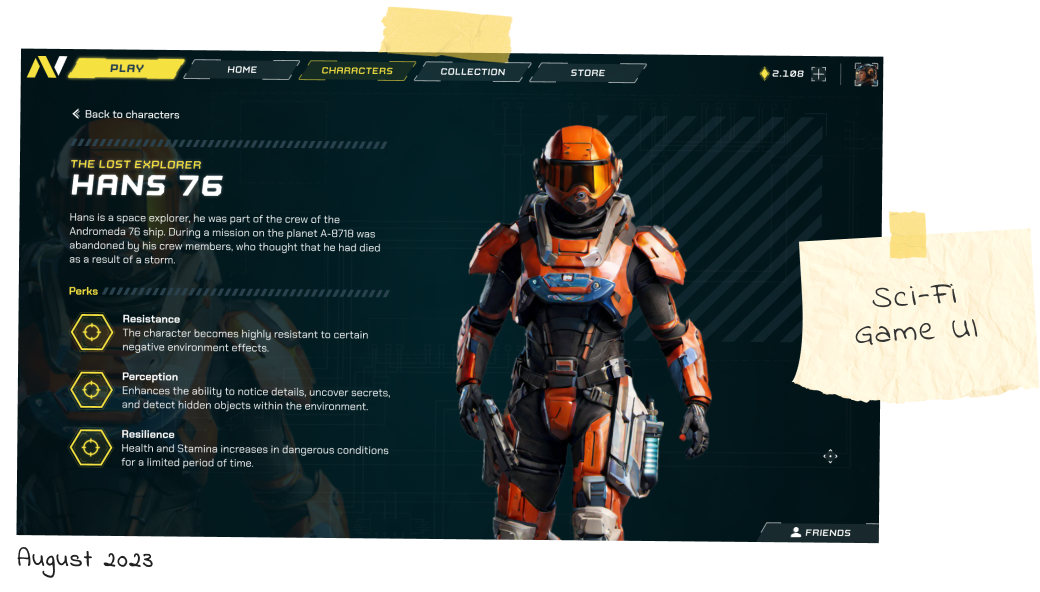 PLAY
HOME
CHARACTERS
COLLECTION
STORE
2.108
Back to characters
THE LOST EXPLORER
HANS 76
Hans is a space explorer, he was part of the crew of the
Andromeda 76 ship. During a mission on the planet A-8718 was
abandoned by his crew members, who thought that he had died
as a result of a storm.
Perks
Resistance
The character becomes highly resistant to certain
negative environment effects.
Perception
Enhances the ability to notice details, uncover secrets,
and detect hidden objects within the environment.
Resilience
Health and Stamina increases in dangerous conditions
for a limited period of time.
FRIENDS
Sci-Fi
Game UI
August 2023